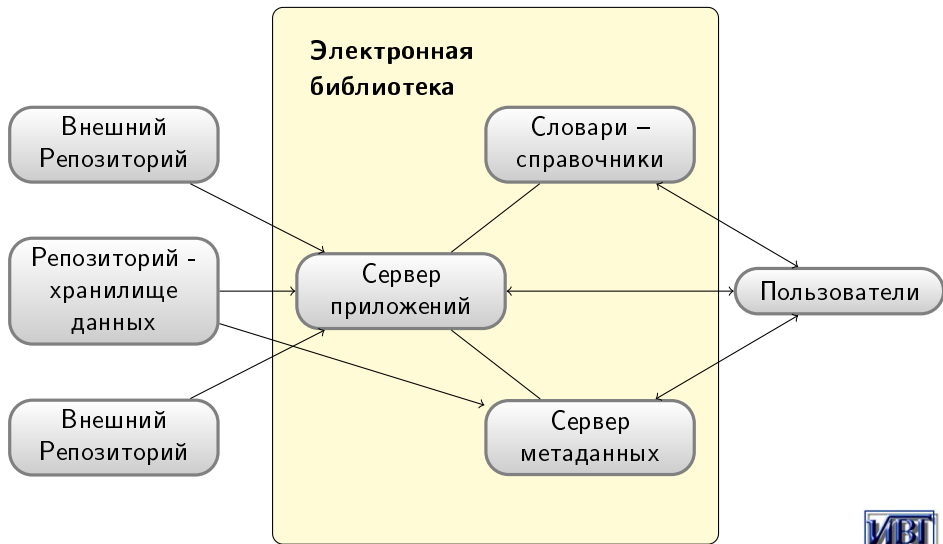 Электронная
библиотека
Внешний
Репозиторий
Словари –
справочники
Репозиторий -
хранилище
данных
Сервер
приложений
Пользователи
Внешний
Репозиторий
Сервер
метаданных
ИВТ